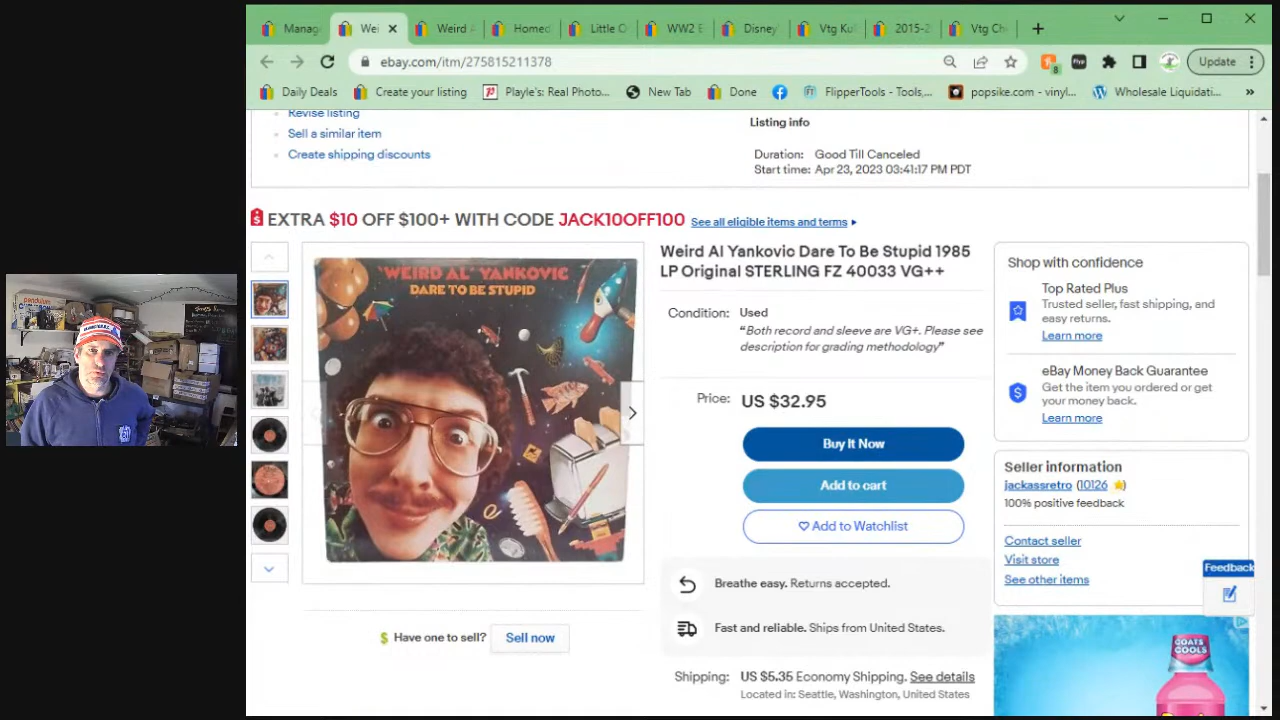 Manag
Wei
Weird A
Homed
Little O
WW2 E
Disney
Vtg Ku
2015-2
Vtg Ch
ebay.com/itm/275815211378
8
Flyp
Update
Daily Deals
Create your listing
Playle's: Real Photo...
New Tab
Done
FlipperTools - Tools,...
popsike.com - vinyl...
Wholesale Liquidati...
»
Revise listing
Sell a similar item
Create shipping discounts
Listing info
Duration: Good Till Canceled
Start time: Apr 23, 2023 03:41:17 PM PDT
EXTRA $10 OFF $100+ WITH CODE JACK10OFF100 See all eligible items and terms
"WEIRD AL" YANKOVIC
DARE TO BE STUPID
Weird Al Yankovic Dare To Be Stupid 1985
LP Original STERLING FZ 40033 VG++
Condition: Used
“Both record and sleeve are VG+. Please see
description for grading methodology”
Price: US $32.95
Buy It Now
Add to cart
Add to Watchlist
Breathe easy. Returns accepted.
Fast and reliable. Ships from United States.
Shipping: US $5.35 Economy Shipping. See details
Located in: Seattle, Washington, United States
$ Have one to sell? Sell now
Shop with confidence
Top Rated Plus
Trusted seller, fast shipping, and
easy returns.
Learn more
eBay Money Back Guarantee
Get the item you ordered or get
your money back.
Learn more
Seller information
jackassretro (10126)
100% positive feedback
Contact seller
Visit store
See other items
Feedback
COATS
COOLS